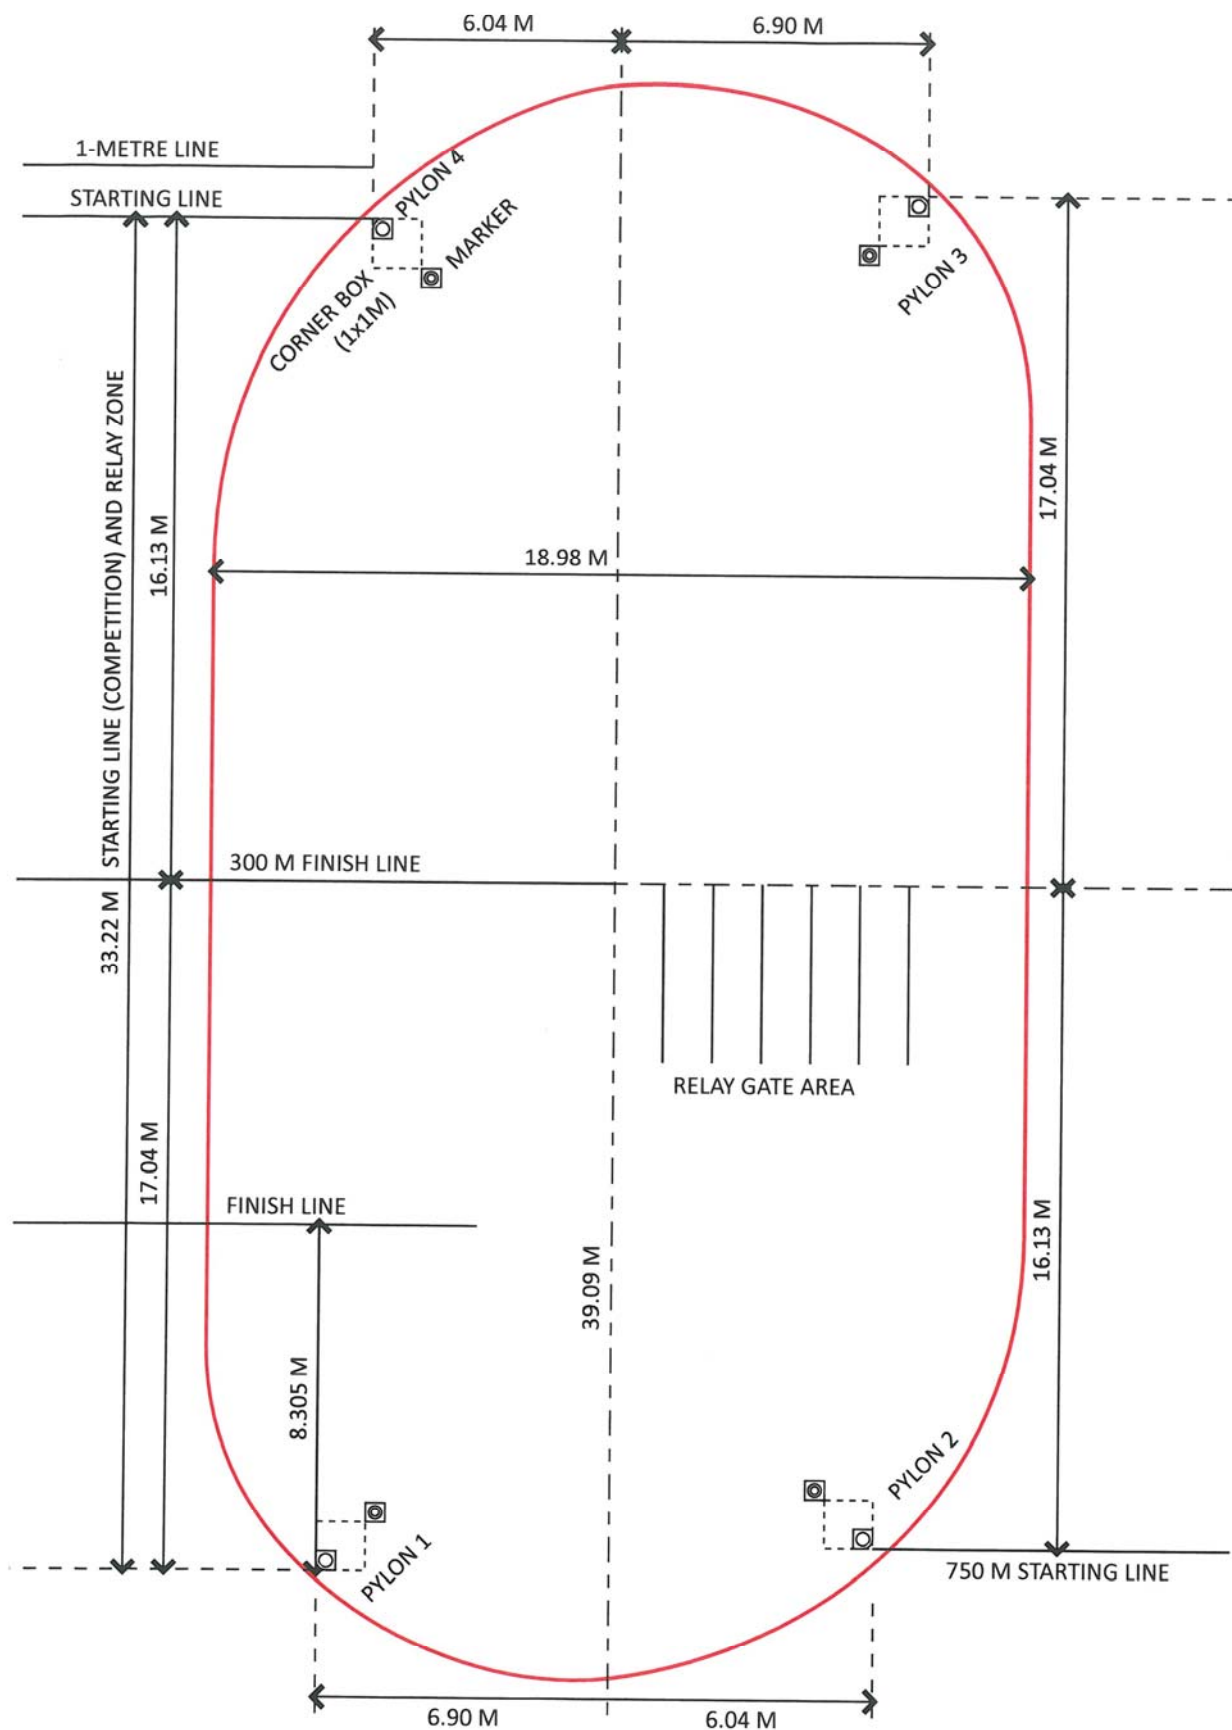 6.04 M
6.90 M
1-METRE LINE
STARTING LINE
PYLON 4
MARKER
CORNER BOX
(1x1M)
PYLON 3
STARTING LINE (COMPETITION) AND RELAY ZONE
33.22 M
16.13 M
17.04 M
18.98 M
300 M FINISH LINE
RELAY GATE AREA
17.04 M
FINISH LINE
39.09 M
16.13 M
8.305 M
PYLON 2
PYLON 1
750 M STARTING LINE
6.90 M
6.04 M